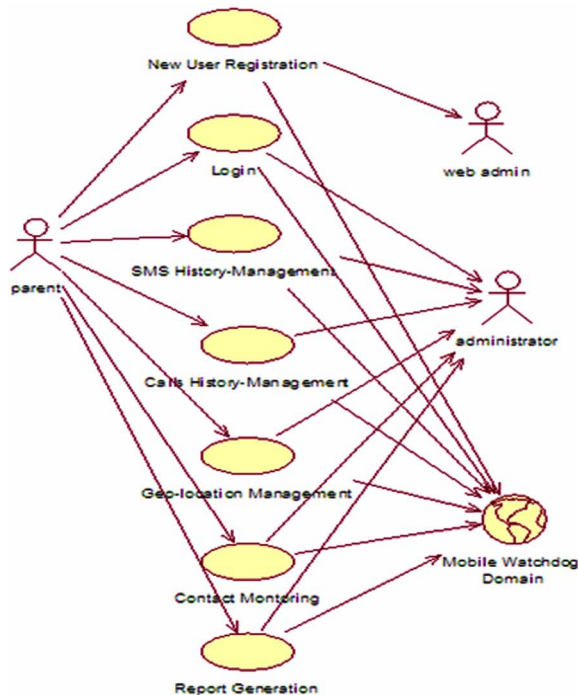 New User Registration
web admin
Login
parent
SMS History-Management
administrator
Calls History-Management
Geo-location Management
Mobile Watchdog
Domain
Contact Montoring
Report Generation